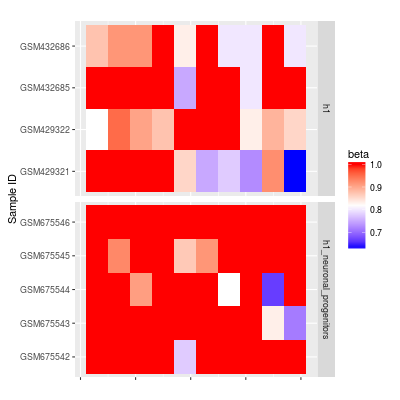 GSM432686
GSM432685
GSM429322
GSM429321
GSM675546
GSM675545
GSM675544
GSM675543
GSM675542
Sample ID
h1
h1_neuronal_progenitors
beta
1.0
0.9
0.8
0.7